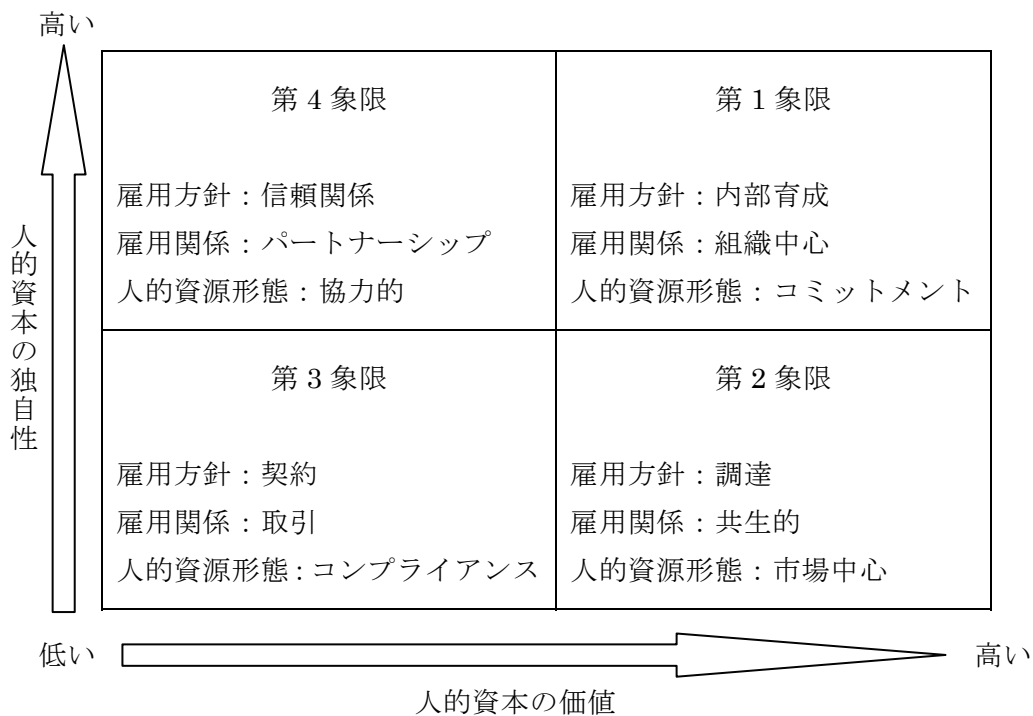 高い
第 4 象限
雇用方針：信頼関係
雇用関係：パートナーシップ
人的資源形態：協力的
第 1 象限
雇用方針：内部育成
雇用関係：組織中心
人的資源形態：コミットメント
人的資本の独自性
第 3 象限
雇用方針：契約
雇用関係：取引
人的資源形態：コンプライアンス
第 2 象限
雇用方針：調達
雇用関係：共生的
人的資源形態：市場中心
低い
高い
人的資本の価値